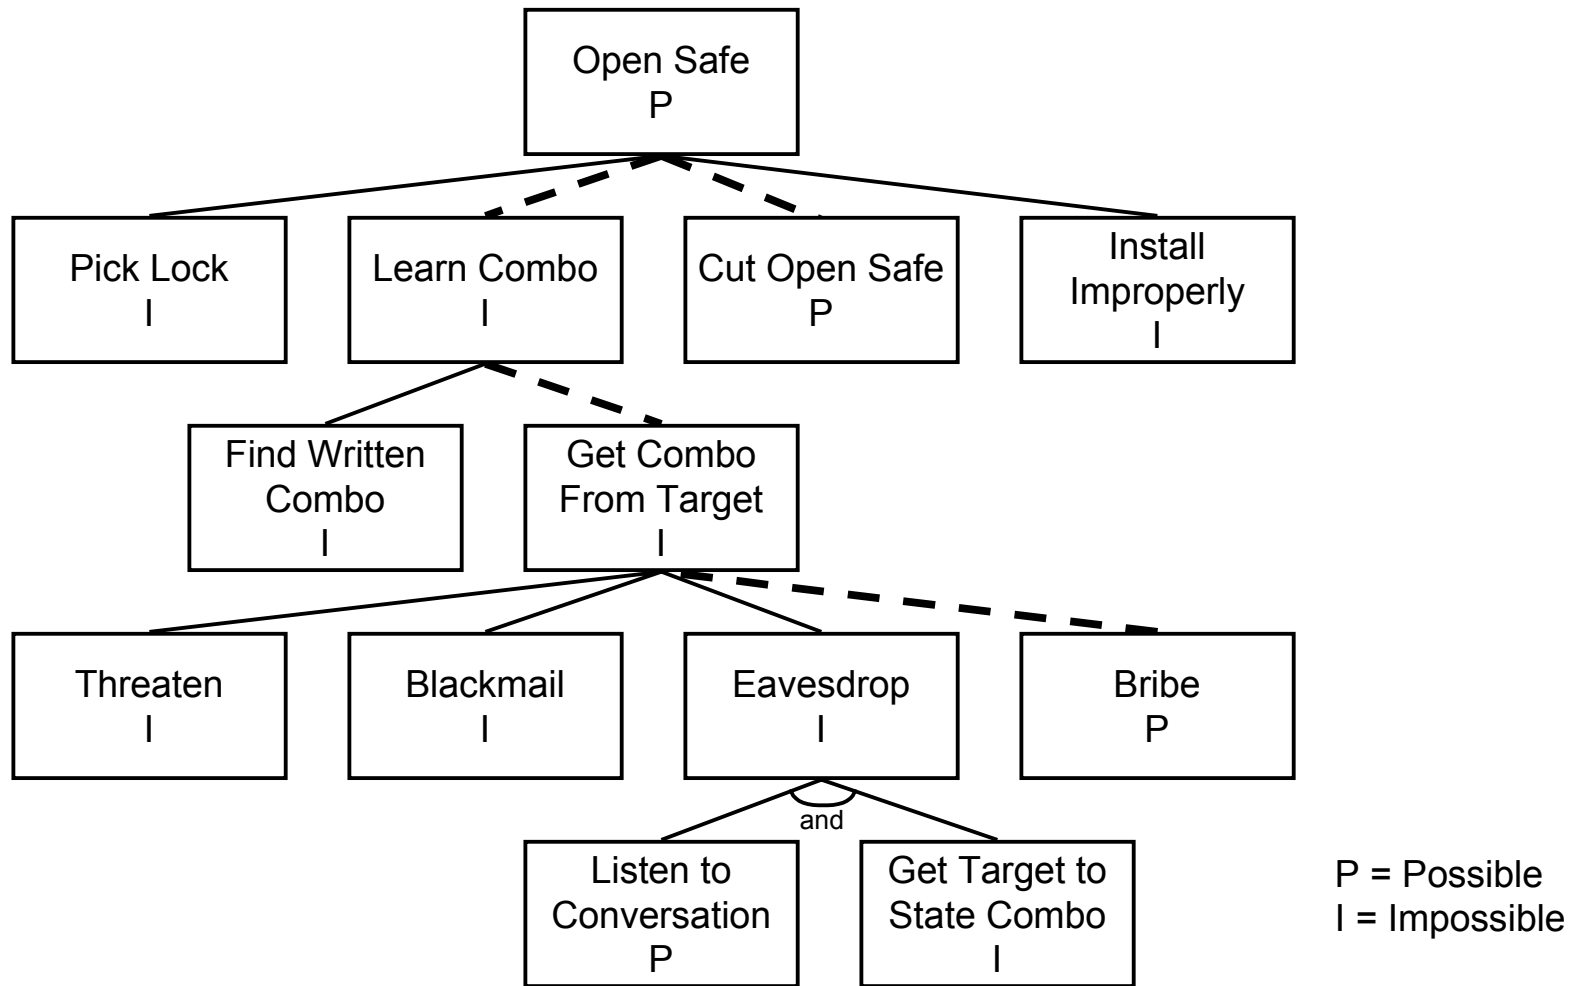 Open Safe
P
Pick Lock
I
Learn Combo
I
Cut Open Safe
P
Install
Improperly
I
Find Written
Combo
I
Get Combo
From Target
I
Threaten
I
Blackmail
I
Eavesdrop
I
Bribe
P
and
Listen to
Conversation
P
Get Target to
State Combo
I
P = Possible
I = Impossible